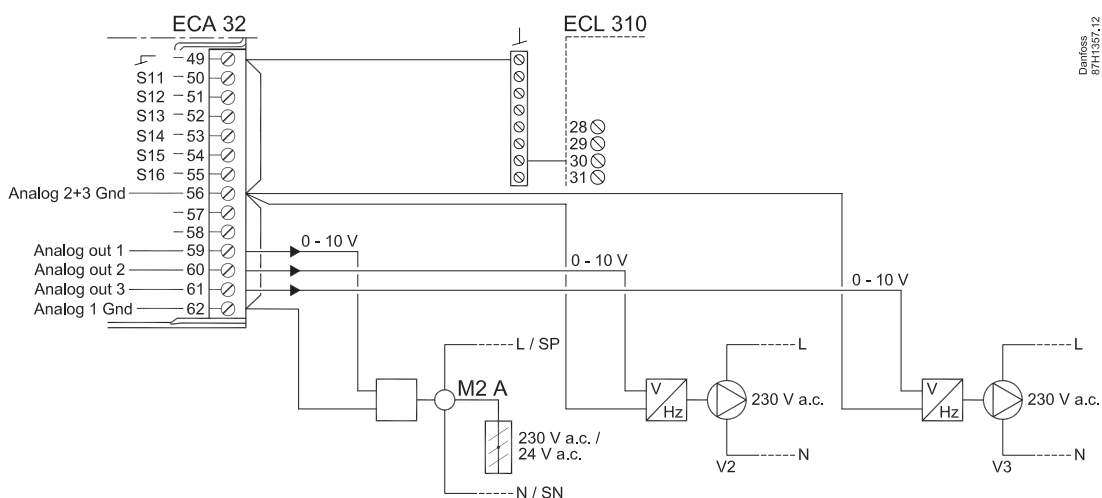 ECA 32
ECL 310
Danfoss
87H1357.12
49
S11 50
S12 51
S13 52
S14 53
S15 54
S16 55
Analog 2+3 Gnd 56
57
58
Analog out 1 59
Analog out 2 60
Analog out 3 61
Analog 1 Gnd 62
28
29
30
31
0 - 10 V
0 - 10 V
0 - 10 V
L / SP
M2 A
230 V a.c. /
24 V a.c.
N / SN
V
Hz
L
230 V a.c.
N
V2
V
Hz
L
230 V a.c.
N
V3